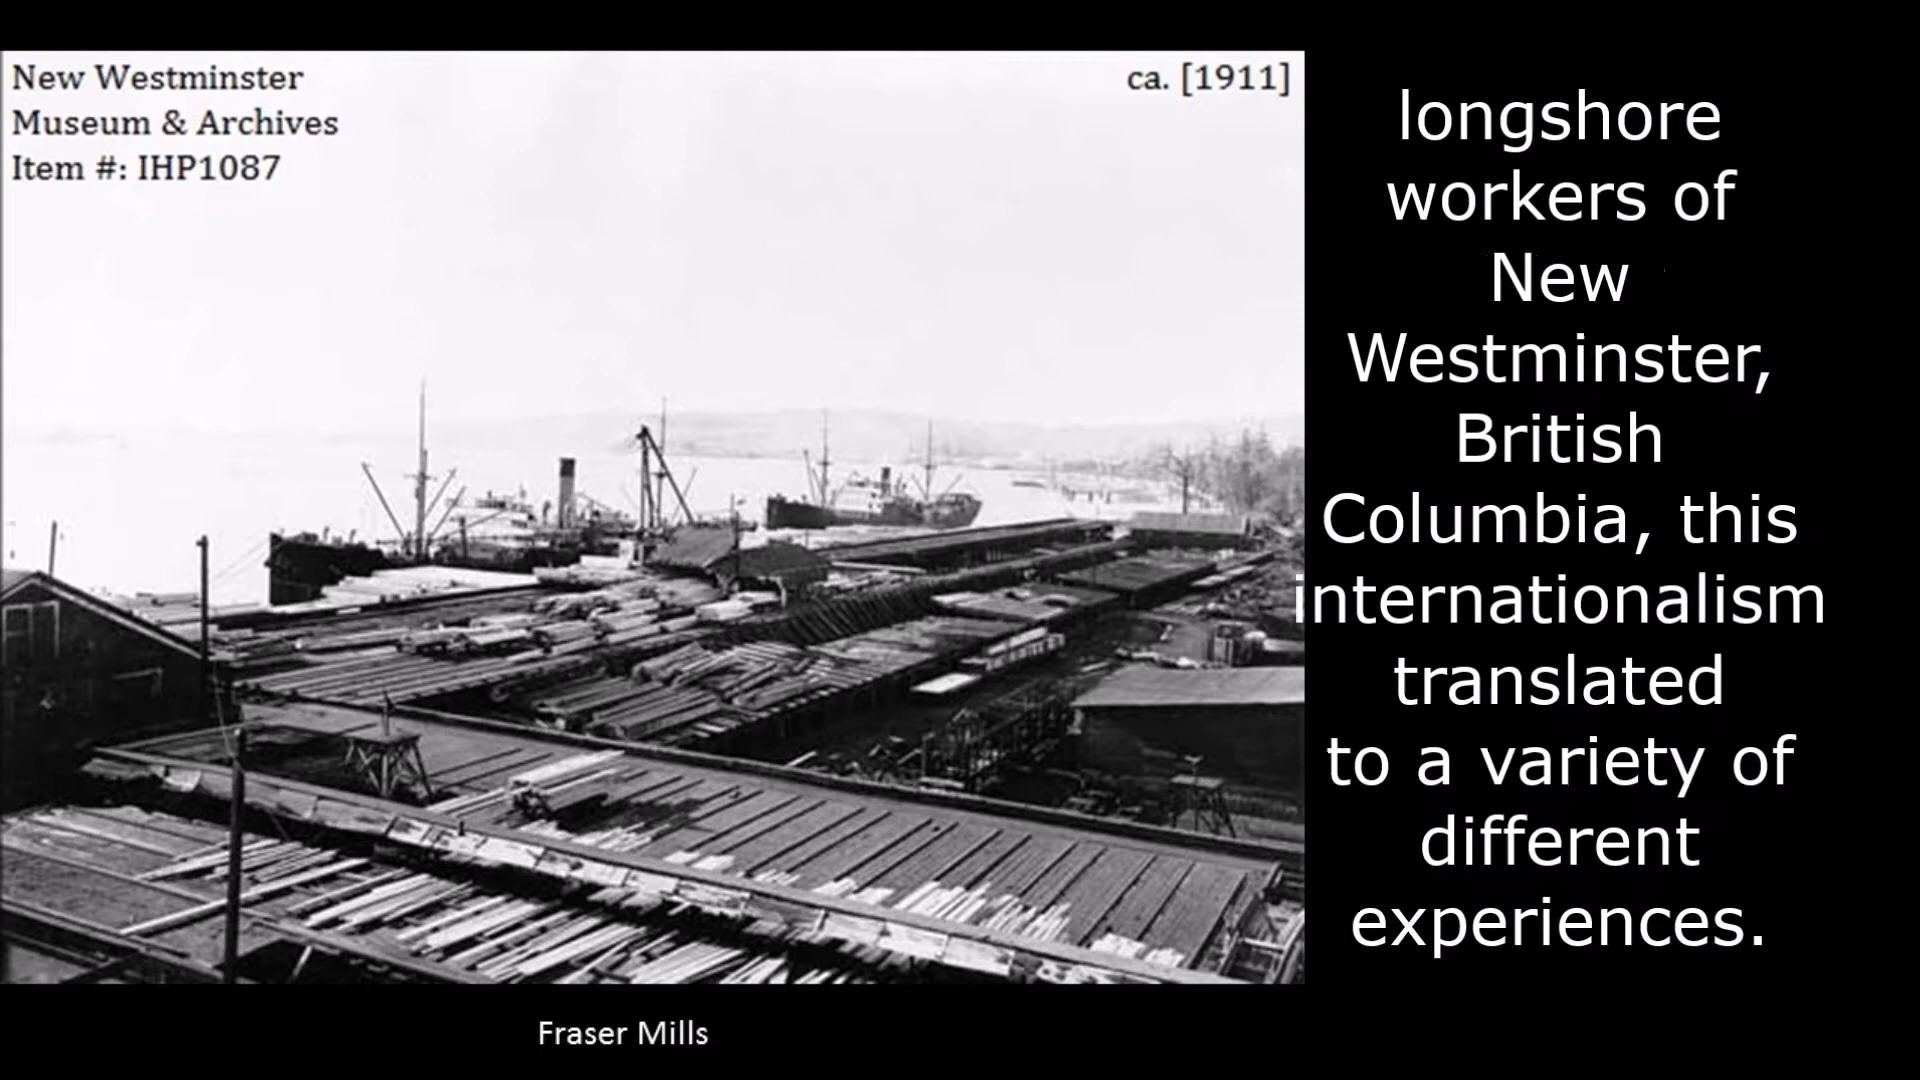 New Westminster
Museum & Archives
Item #: IHP1087
ca. [1911]
longshore
workers of
New
Westminster,
British
Columbia, this
internationalism
translated
to a variety of
different
experiences.
Fraser Mills